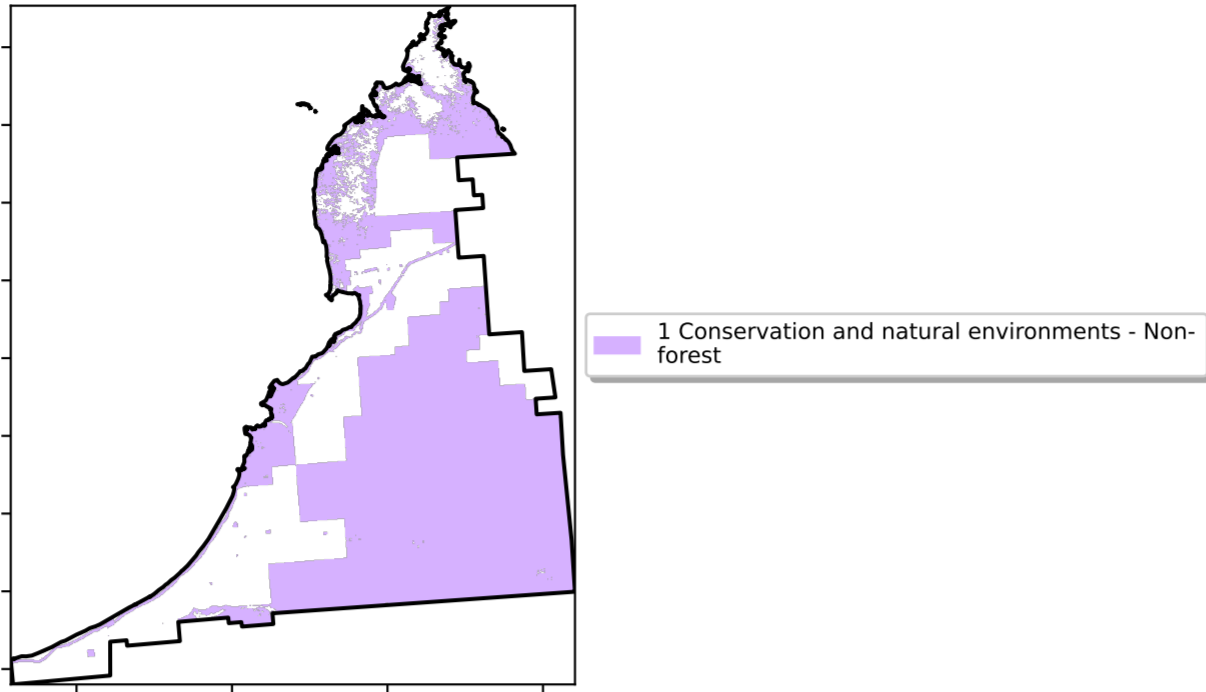 1 Conservation and natural environments - Non-
forest